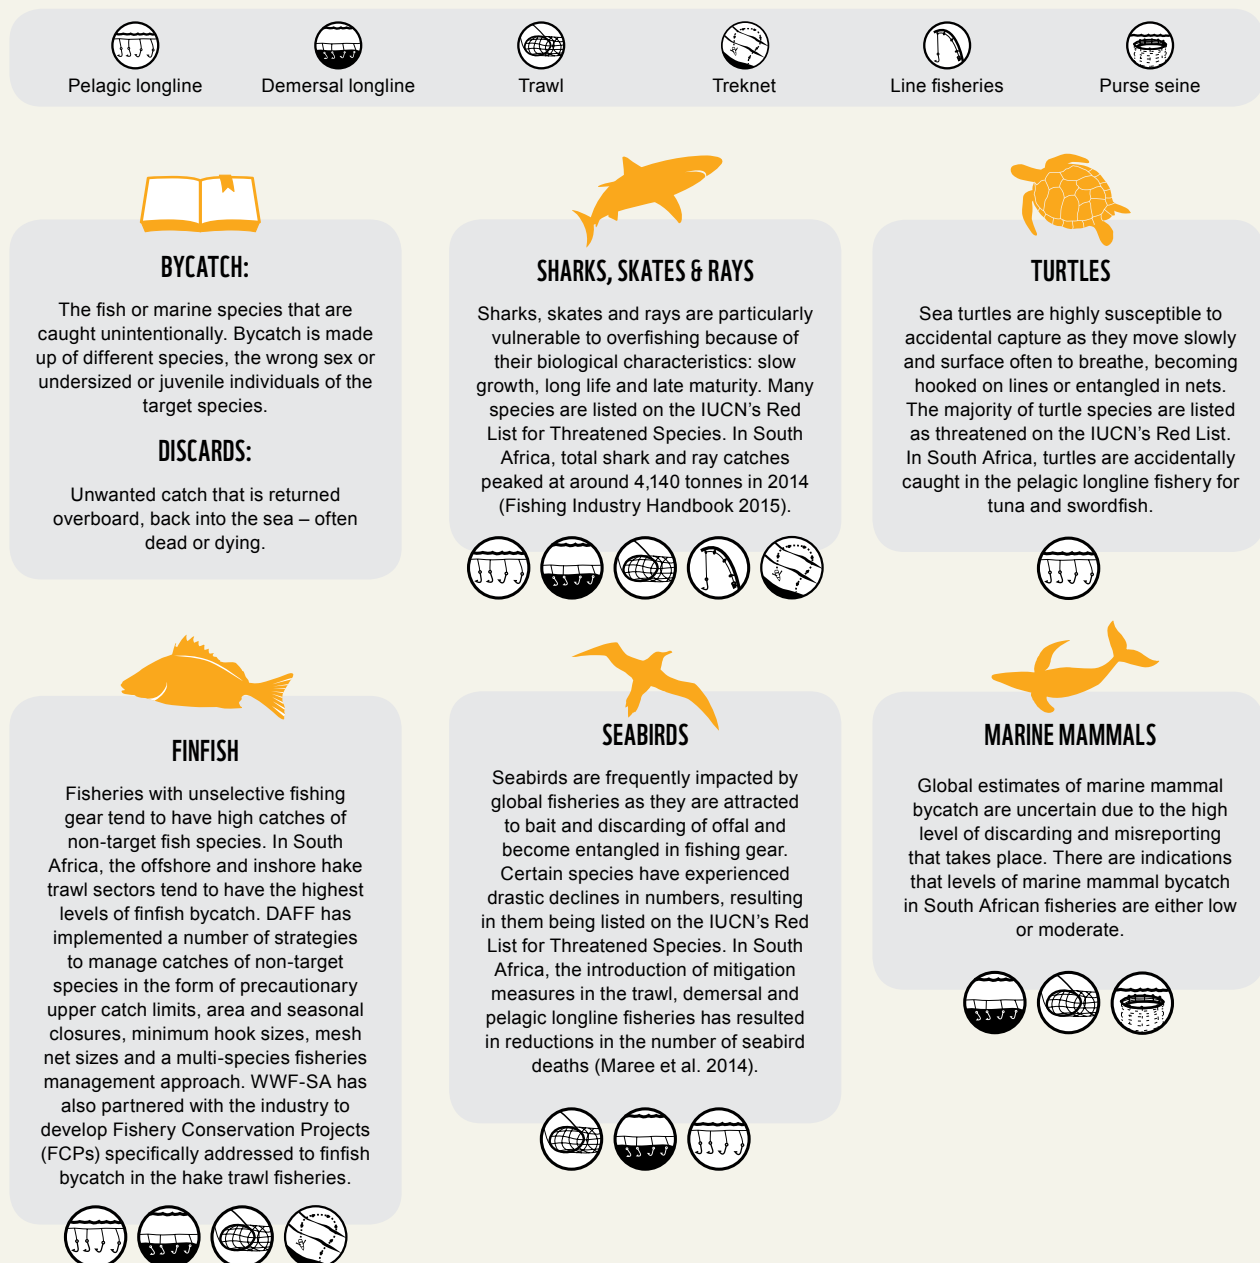 Pelagic longline
Demersal longline
Trawl
Treknet
Line fisheries
Purse seine
BYCATCH:
The fish or marine species that are
caught unintentionally. Bycatch is made
up of different species, the wrong sex or
undersized or juvenile individuals of the
target species.
DISCARDS:
Unwanted catch that is returned
overboard, back into the sea – often
dead or dying.
SHARKS, SKATES & RAYS
Sharks, skates and rays are particularly
vulnerable to overfishing because of
their biological characteristics: slow
growth, long life and late maturity. Many
species are listed on the IUCN's Red
List for Threatened Species. In South
Africa, total shark and ray catches
peaked at around 4,140 tonnes in 2014
(Fishing Industry Handbook 2015).
TURTLES
Sea turtles are highly susceptible to
accidental capture as they move slowly
and surface often to breathe, becoming
hooked on lines or entangled in nets.
The majority of turtle species are listed
as threatened on the IUCN's Red List.
In South Africa, turtles are accidentally
caught in the pelagic longline fishery for
tuna and swordfish.
FINFISH
Fisheries with unselective fishing
gear tend to have high catches of
non-target fish species. In South
Africa, the offshore and inshore hake
trawl sectors tend to have the highest
levels of finfish bycatch. DAFF has
implemented a number of strategies
to manage catches of non-target
species in the form of precautionary
upper catch limits, area and seasonal
closures, minimum hook sizes, mesh
net sizes and a multi-species fisheries
management approach. WWF-SA has
also partnered with the industry to
develop Fishery Conservation Projects
(FCPs) specifically addressed to finfish
bycatch in the hake trawl fisheries.
SEABIRDS
Seabirds are frequently impacted by
global fisheries as they are attracted
to bait and discarding of offal and
become entangled in fishing gear.
Certain species have experienced
drastic declines in numbers, resulting
in them being listed on the IUCN's Red
List for Threatened Species. In South
Africa, the introduction of mitigation
measures in the trawl, demersal and
pelagic longline fisheries has resulted
in reductions in the number of seabird
deaths (Maree et al. 2014).
MARINE MAMMALS
Global estimates of marine mammal
bycatch are uncertain due to the high
level of discarding and misreporting
that takes place. There are indications
that levels of marine mammal bycatch
in South African fisheries are either low
or moderate.